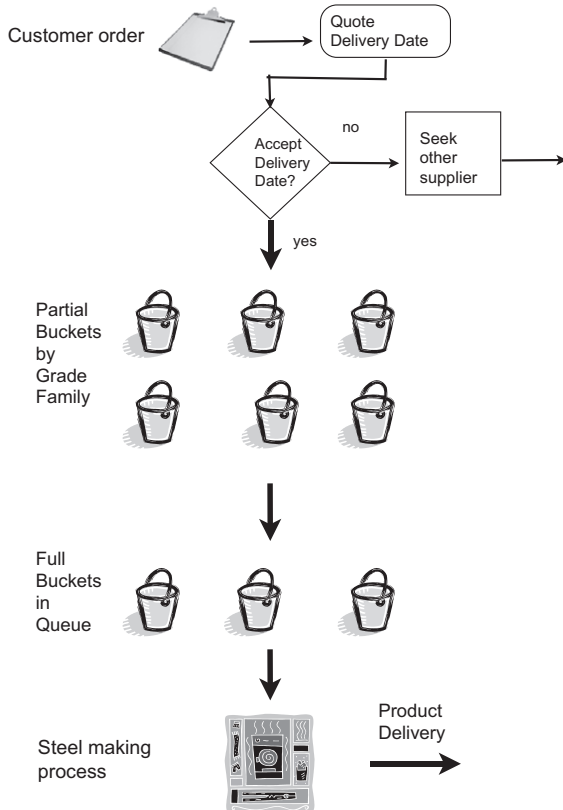 Customer order
Quote
Delivery Date
Accept
Delivery
Date?
no
Seek
other
supplier
yes
Partial
Buckets
by
Grade
Family
Full
Buckets
in
Queue
Steel making
process
Product
Delivery